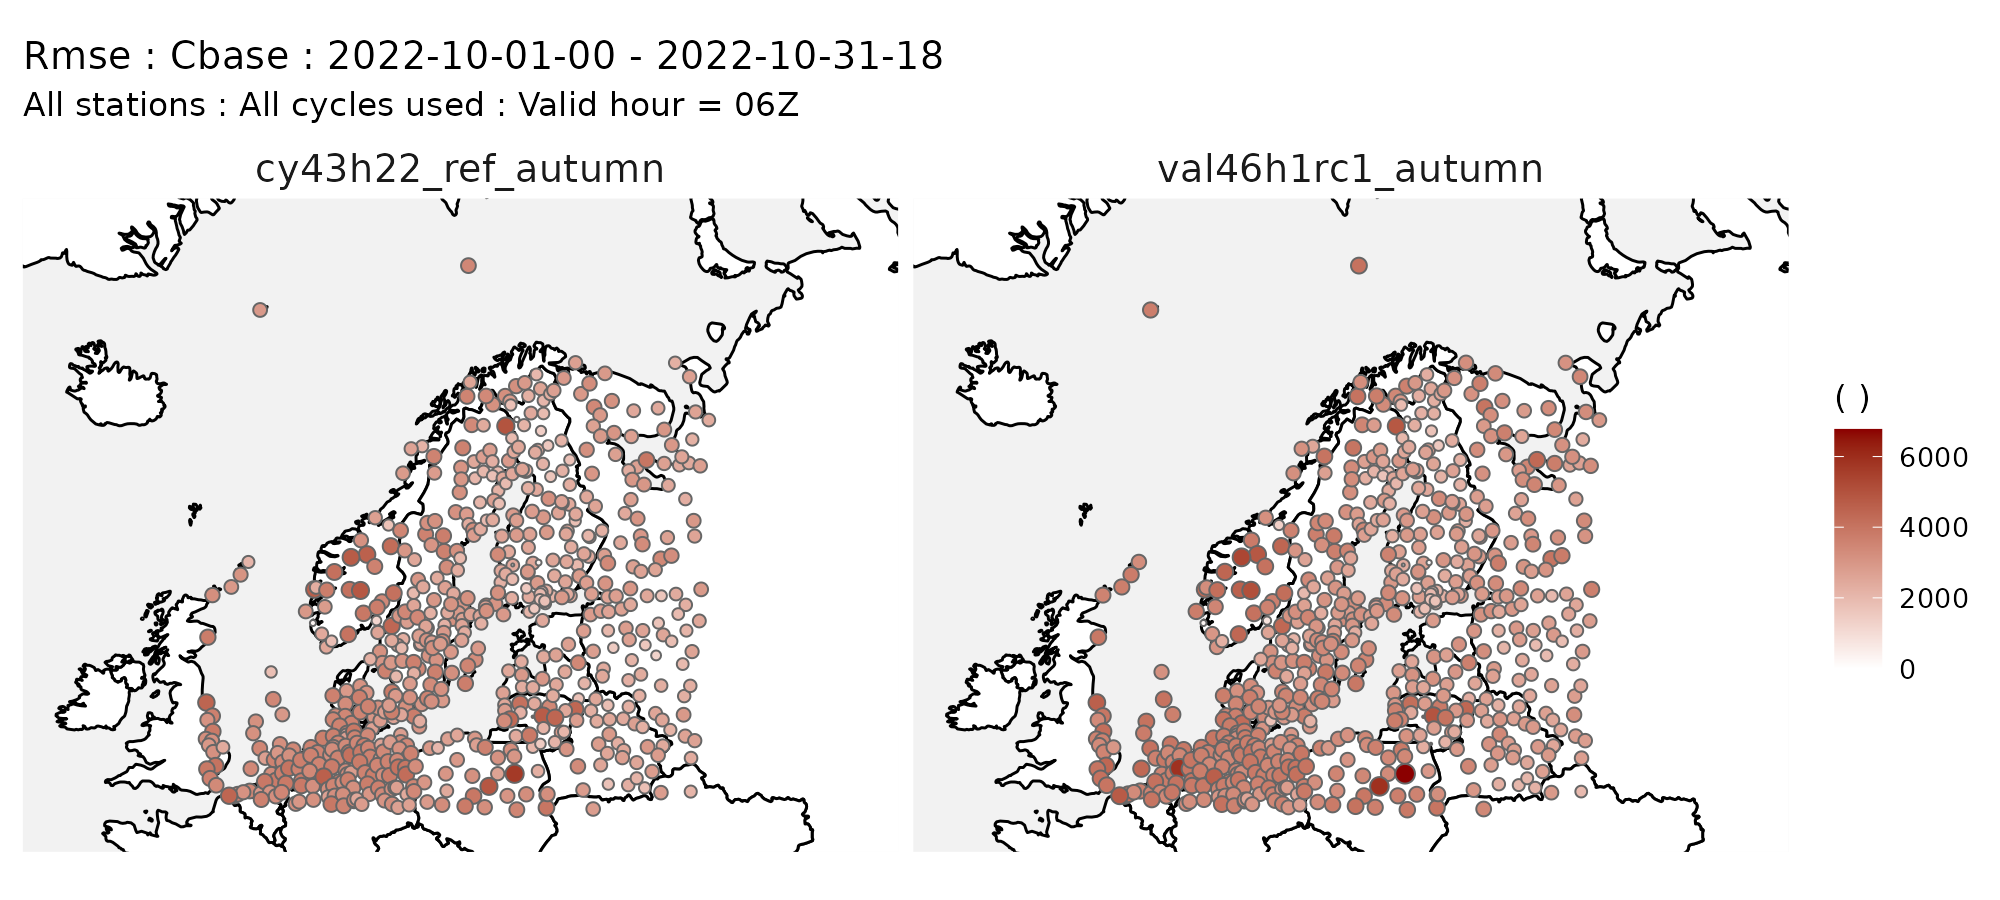 Rmse : Cbase : 2022-10-01-00 - 2022-10-31-18
All stations : All cycles used : Valid hour = 06Z
cy43h22_ref_autumn
val46h1rc1_autumn
( )
6000
4000
2000
0